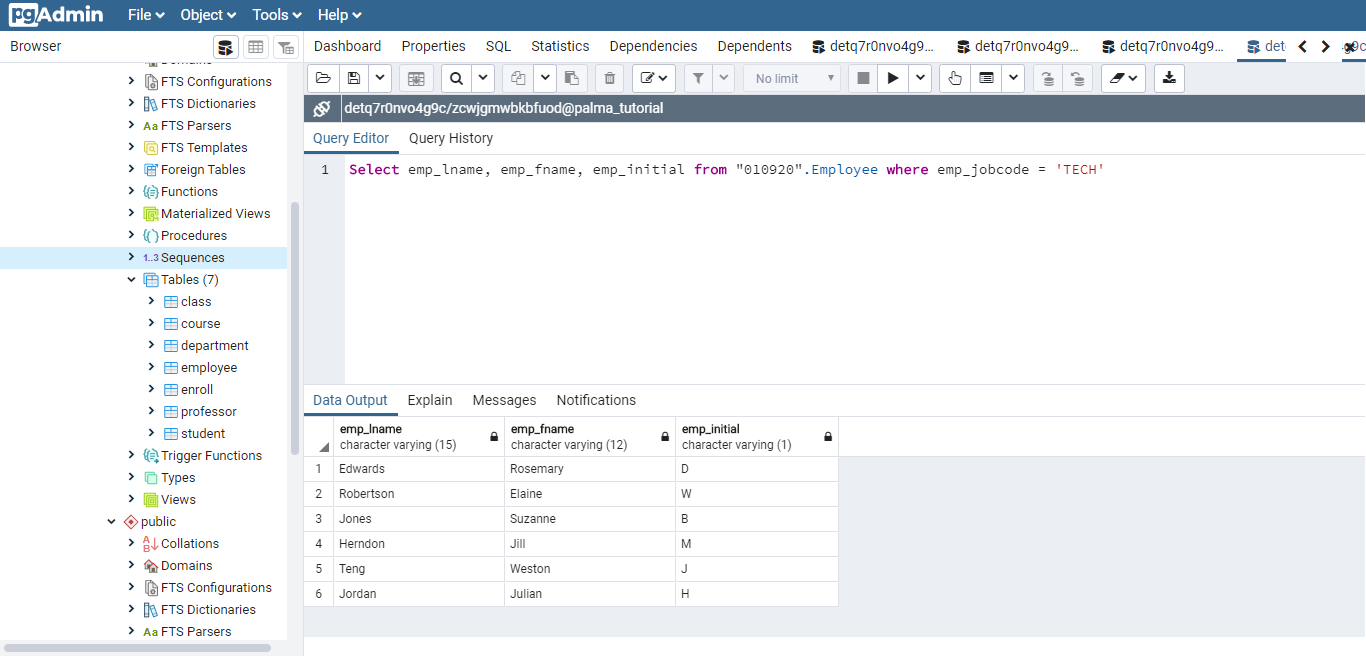 pgAdmin File Object Tools Help
Browser
Dashboard Properties SQL Statistics Dependencies Dependents detq7r0nvo4g9... detq7r0nvo4g9... detq7r0nvo4g9... det
FTS Configurations
FTS Dictionaries
Aa FTS Parsers
FTS Templates
Foreign Tables
Functions
Materialized Views
Procedures
1..3 Sequences
Tables (7)
class
course
department
employee
enroll
professor
student
Trigger Functions
Types
Views
public
Collations
Domains
FTS Configurations
FTS Dictionaries
Aa FTS Parsers
No limit
detq7r0nvo4g9c/zcwjgmwbkbfuod@palma_tutorial
Query Editor Query History
1 Select emp_lname, emp_fname, emp_initial from "010920".Employee where emp_jobcode = 'TECH'
Data Output Explain Messages Notifications
emp_lname emp_fname emp_initial
character varying (15) character varying (12) character varying (1)
1 Edwards Rosemary D
2 Robertson Elaine W
3 Jones Suzanne B
4 Herndon Jill M
5 Teng Weston J
6 Jordan Julian H